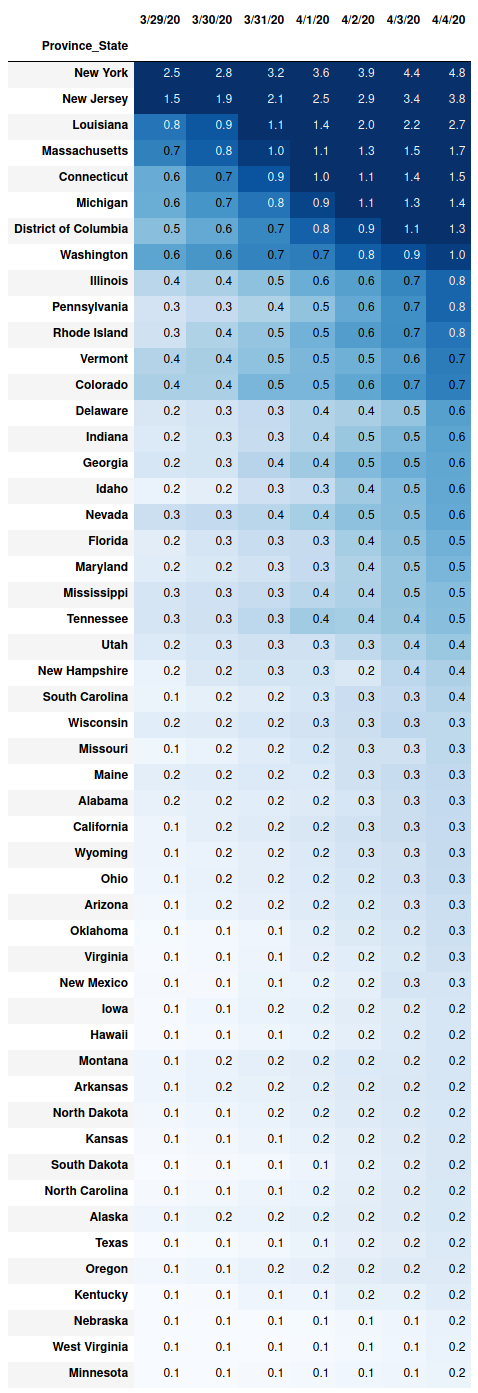 3/29/20 3/30/20 3/31/20 4/1/20 4/2/20 4/3/20 4/4/20
Province_State
New York 2.5 2.8 3.2 3.6 3.9 4.4 4.8
New Jersey 1.5 1.9 2.1 2.5 2.9 3.4 3.8
Louisiana 0.8 0.9 1.1 1.4 2.0 2.2 2.7
Massachusetts 0.7 0.8 1.0 1.1 1.3 1.5 1.7
Connecticut 0.6 0.7 0.9 1.0 1.1 1.4 1.5
Michigan 0.6 0.7 0.8 0.9 1.1 1.3 1.4
District of Columbia 0.5 0.6 0.7 0.8 0.9 1.1 1.3
Washington 0.6 0.6 0.7 0.7 0.8 0.9 1.0
Illinois 0.4 0.4 0.5 0.6 0.6 0.7 0.8
Pennsylvania 0.3 0.3 0.4 0.5 0.6 0.7 0.8
Rhode Island 0.3 0.4 0.5 0.5 0.6 0.7 0.8
Vermont 0.4 0.4 0.5 0.5 0.5 0.6 0.7
Colorado 0.4 0.4 0.5 0.5 0.6 0.7 0.7
Delaware 0.2 0.3 0.3 0.4 0.4 0.5 0.6
Indiana 0.2 0.3 0.3 0.4 0.5 0.5 0.6
Georgia 0.2 0.3 0.4 0.4 0.5 0.5 0.6
Idaho 0.2 0.2 0.3 0.3 0.4 0.5 0.6
Nevada 0.3 0.3 0.4 0.4 0.5 0.5 0.6
Florida 0.2 0.3 0.3 0.3 0.4 0.5 0.5
Maryland 0.2 0.2 0.3 0.3 0.4 0.5 0.5
Mississippi 0.3 0.3 0.3 0.4 0.4 0.5 0.5
Tennessee 0.3 0.3 0.3 0.4 0.4 0.4 0.5
Utah 0.2 0.3 0.3 0.3 0.3 0.4 0.4
New Hampshire 0.2 0.2 0.3 0.3 0.2 0.4 0.4
South Carolina 0.1 0.2 0.2 0.3 0.3 0.3 0.4
Wisconsin 0.2 0.2 0.2 0.3 0.3 0.3 0.3
Missouri 0.1 0.2 0.2 0.2 0.3 0.3 0.3
Maine 0.2 0.2 0.2 0.2 0.3 0.3 0.3
Alabama 0.2 0.2 0.2 0.2 0.3 0.3 0.3
California 0.1 0.2 0.2 0.2 0.3 0.3 0.3
Wyoming 0.1 0.2 0.2 0.2 0.3 0.3 0.3
Ohio 0.1 0.2 0.2 0.2 0.2 0.3 0.3
Arizona 0.1 0.2 0.2 0.2 0.2 0.3 0.3
Oklahoma 0.1 0.1 0.1 0.2 0.2 0.2 0.3
Virginia 0.1 0.1 0.1 0.2 0.2 0.2 0.3
New Mexico 0.1 0.1 0.1 0.2 0.2 0.3 0.3
Iowa 0.1 0.1 0.2 0.2 0.2 0.2 0.2
Hawaii 0.1 0.1 0.1 0.2 0.2 0.2 0.2
Montana 0.1 0.2 0.2 0.2 0.2 0.2 0.2
Arkansas 0.1 0.2 0.2 0.2 0.2 0.2 0.2
North Dakota 0.1 0.1 0.2 0.2 0.2 0.2 0.2
Kansas 0.1 0.1 0.1 0.2 0.2 0.2 0.2
South Dakota 0.1 0.1 0.1 0.1 0.2 0.2 0.2
North Carolina 0.1 0.1 0.1 0.2 0.2 0.2 0.2
Alaska 0.1 0.2 0.2 0.2 0.2 0.2 0.2
Texas 0.1 0.1 0.1 0.1 0.2 0.2 0.2
Oregon 0.1 0.1 0.2 0.2 0.2 0.2 0.2
Kentucky 0.1 0.1 0.1 0.1 0.2 0.2 0.2
Nebraska 0.1 0.1 0.1 0.1 0.1 0.1 0.2
West Virginia 0.1 0.1 0.1 0.1 0.1 0.1 0.2
Minnesota 0.1 0.1 0.1 0.1 0.1 0.1 0.2